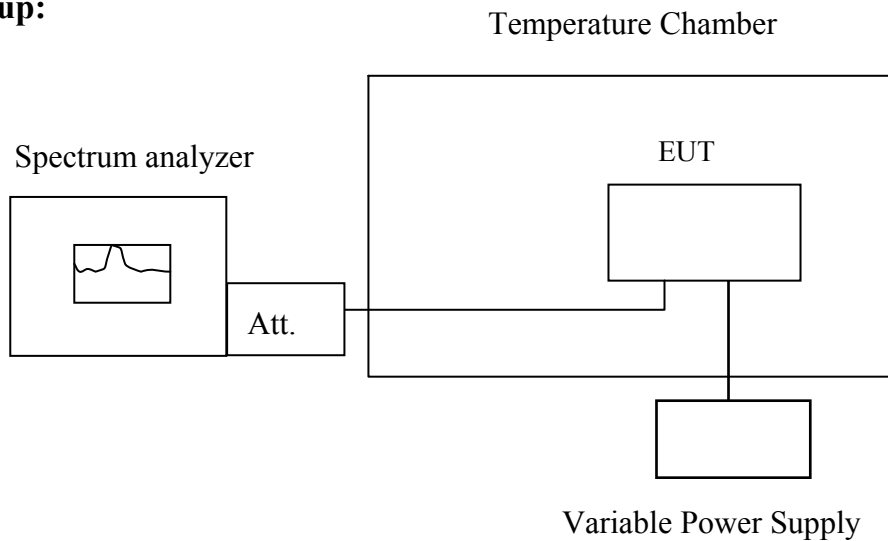 up:
Temperature Chamber
Spectrum analyzer
EUT
Att.
Variable Power Supply